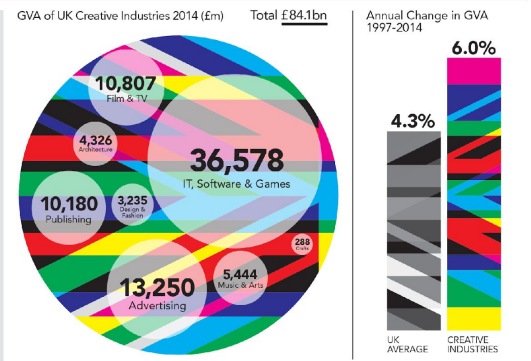 GVA of UK Creative Industries 2014 (£m)
Total £84.1bn
10,807
Film & TV
4,326
Architecture
36,578
IT, Software & Games
10,180
Publishing
3,235
Design &
Fashion
288
Crafts
5,444
Music & Arts
13,250
Advertising
Annual Change in GVA
1997-2014
6.0%
4.3%
UK
AVERAGE
CREATIVE
INDUSTRIES